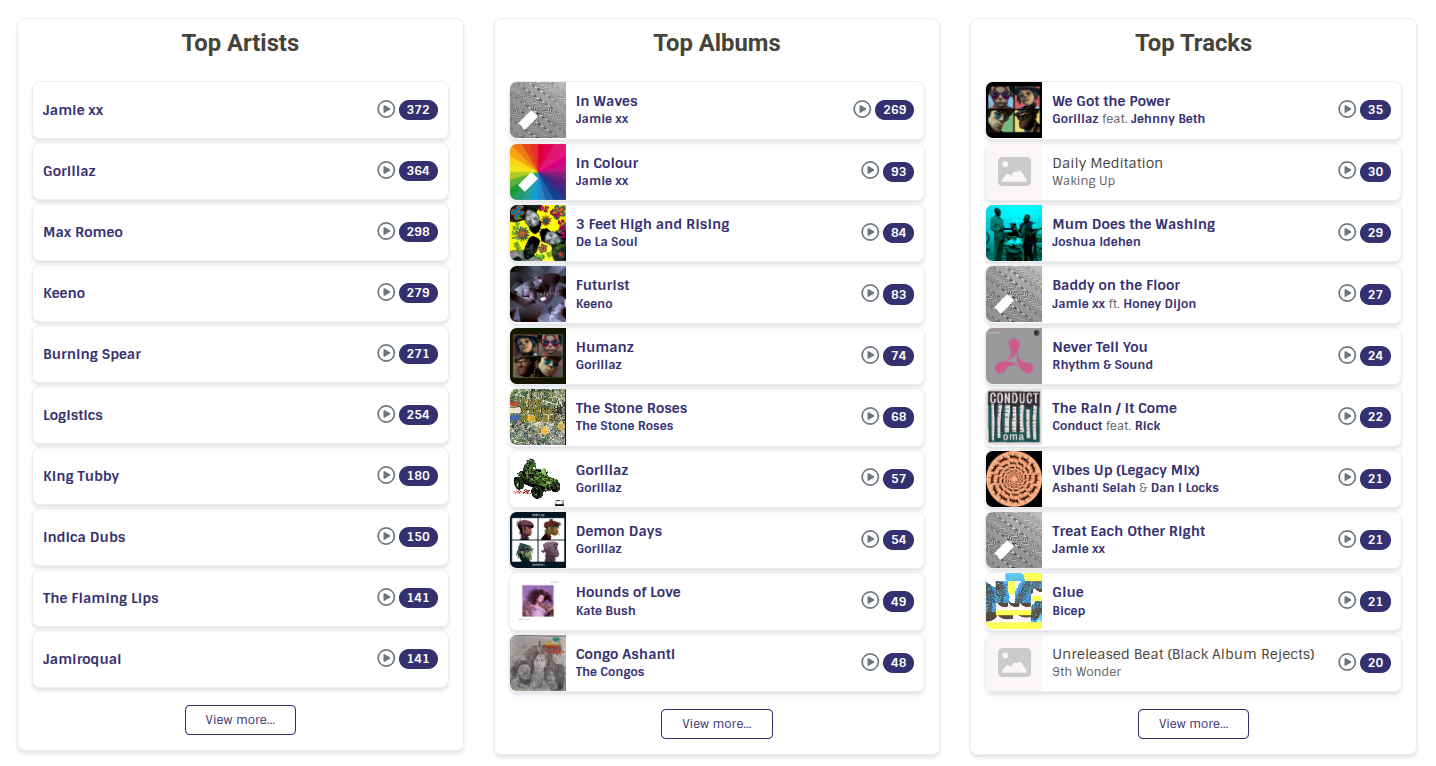 Top Artists
Jamie xx
372
Gorillaz
364
Max Romeo
298
Keeno
279
Burning Spear
271
Logistics
254
King Tubby
180
Indica Dubs
150
The Flaming Lips
141
Jamiroquai
141
View more...
Top Albums
In Waves
Jamie xx
269
In Colour
Jamie xx
93
3 Feet High and Rising
De La Soul
84
Futurist
Keeno
83
Humanz
Gorillaz
74
The Stone Roses
The Stone Roses
68
Gorillaz
Gorillaz
57
Demon Days
Gorillaz
54
Hounds of Love
Kate Bush
49
Congo Ashanti
The Congos
48
View more...
Top Tracks
We Got the Power
Gorillaz feat. Jehnny Beth
35
Daily Meditation
Waking Up
30
Mum Does the Washing
Joshua Idehen
29
Baddy on the Floor
Jamie xx ft. Honey Dijon
27
Never Tell You
Rhythm & Sound
24
CONDUCT
oma
The Rain / It Come
Conduct feat. Rick
22
Vibes Up (Legacy Mix)
Ashanti Selah & Dan I Locks
21
Treat Each Other Right
Jamie xx
21
Glue
Bicep
21
Unreleased Beat (Black Album Rejects)
9th Wonder
20
View more...